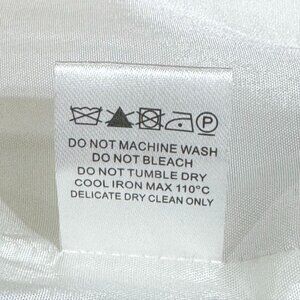 P
DO NOT MACHINE WASH
DO NOT BLEACH
DO NOT TUMBLE DRY
COOL IRON MAX 110°C
DELICATE DRY CLEAN ONLY